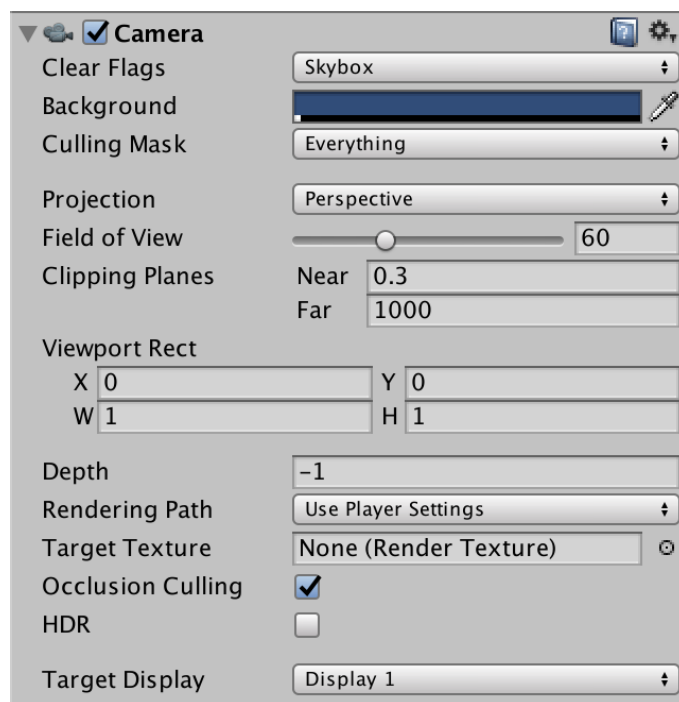 Camera
Clear Flags Skybox
Background
Culling Mask Everything
Projection Perspective
Field of View 60
Clipping Planes Near 0.3
Far 1000
Viewport Rect
X 0 Y 0
W 1 H 1
Depth -1
Rendering Path Use Player Settings
Target Texture None (Render Texture)
Occlusion Culling
HDR
Target Display Display 1